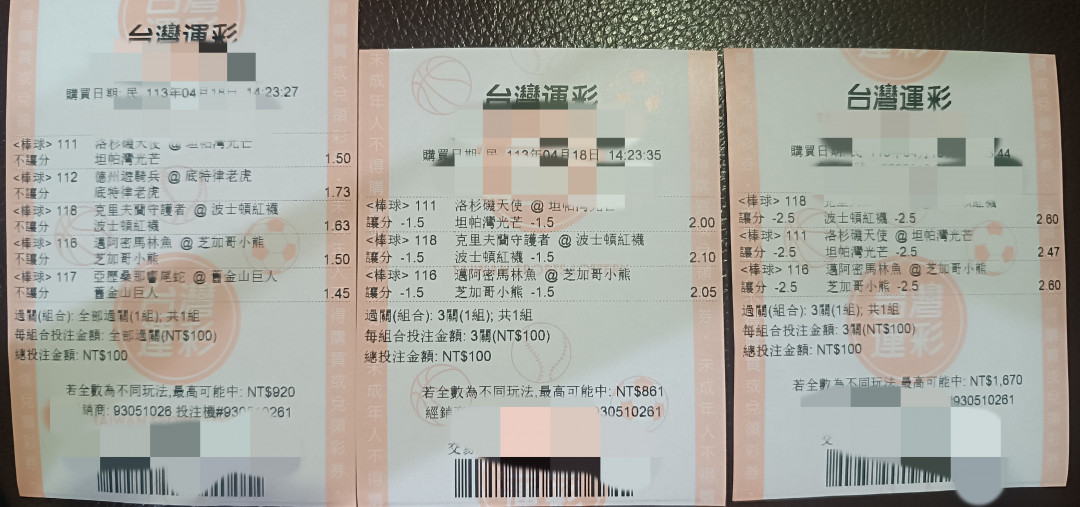 台灣運彩
購買日期: 民 113年04月18日 14:23:27
<棒球> 111 洛杉磯天使 @ 坦帕灣光芒
不讓分 坦帕灣光芒 1.50
<棒球> 112 德州遊騎兵 @ 底特律老虎
不讓分 底特律老虎 1.73
<棒球> 118 克里夫蘭守護者 @ 波士頓紅襪
不讓分 波士頓紅襪 1.63
<棒球> 116 邁阿密馬林魚 @ 芝加哥小熊
不讓分 芝加哥小熊 1.50
<棒球> 117 亞歷桑那響尾蛇 @ 舊金山巨人
不讓分 舊金山巨人 1.45
過關(組合): 全部過關(1組); 共1組
每組合投注金額: 全部過關(NT$100)
總投注金額: NT$100
若全數為不同玩法,最高可能中: NT$920
銷商: 93051026 投注機#930 0261
台灣運彩
購買日期: 民 113年04月18日 14:23:35
<棒球> 111 洛杉磯天使 @ 坦帕灣光芒
讓分 -1.5 坦帕灣光芒 -1.5 2.00
<棒球> 118 克里夫蘭守護者 @ 波士頓紅襪
讓分 -1.5 波士頓紅襪 -1.5 2.10
<棒球> 116 邁阿密馬林魚 @ 芝加哥小熊
讓分 -1.5 芝加哥小熊 -1.5 2.05
過關(組合): 3關(1組); 共1組
每組合投注金額: 3關(NT$100)
總投注金額: NT$100
若全數為不同玩法,最高可能中: NT$861
經銷 930510261
交易
台灣運彩
購買日期: 民 44
<棒球> 118 紅襪
讓分 -2.5 波士頓紅襪 -2.5 2.60
<棒球> 111 洛杉磯天使 @ 坦帕灣光芒
讓分 -2.5 坦帕灣光芒 -2.5 2.47
<棒球> 116 邁阿密馬林魚 @ 芝加哥小熊
讓分 -2.5 芝加哥小熊 -2.5 2.60
過關(組合): 3關(1組); 共1組
每組合投注金額: 3關(NT$100)
總投注金額: NT$100
若全數為不同玩法,最高可能中: NT$1,670
930510261
交